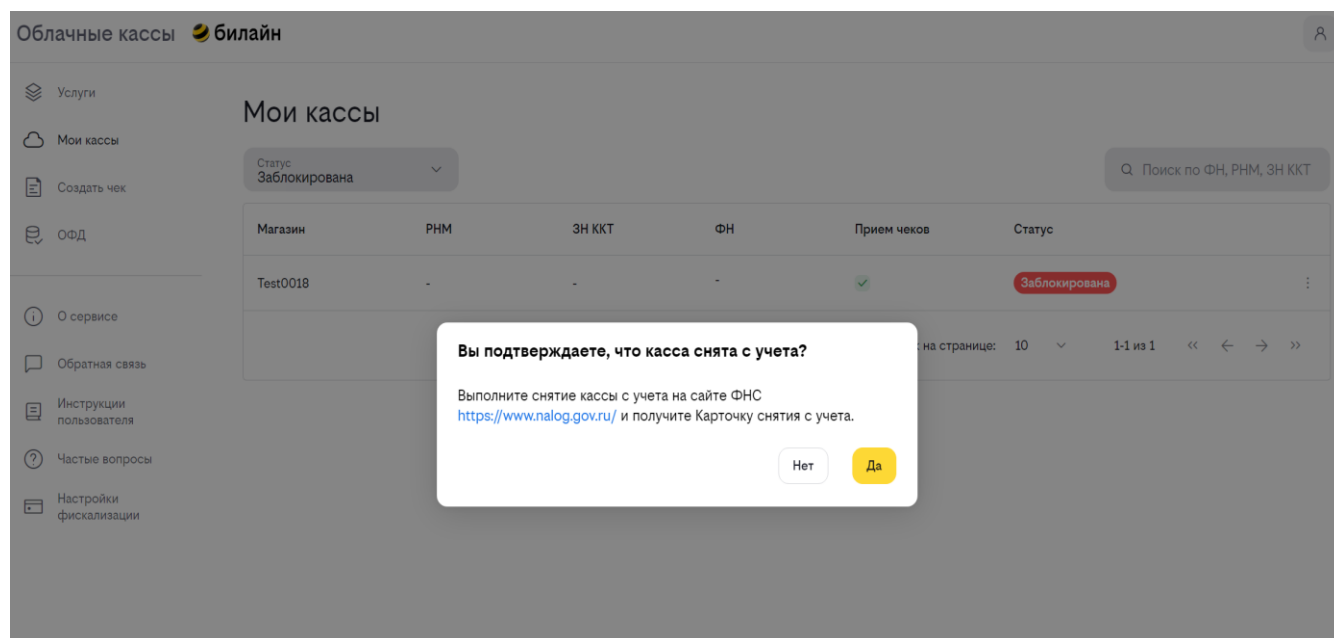 Облачные кассы билайн
Услуги
Мои кассы
Создать чек
ОФД
О сервисе
Обратная связь
Инструкции
пользователя
Частые вопросы
Настройки
фискализации
Мои кассы
Статус
Заблокирована
Поиск по ФН, РНМ, ЗН ККТ
Магазин РНМ ЗН ККТ ФН Прием чеков Статус
Test0018 - - - Заблокирована
на странице: 10 1-1 из 1
Вы подтверждаете, что касса снята с учета?
Выполните снятие кассы с учета на сайте ФНС
https://www.nalog.gov.ru/ и получите Карточку снятия с учета.
Нет Да